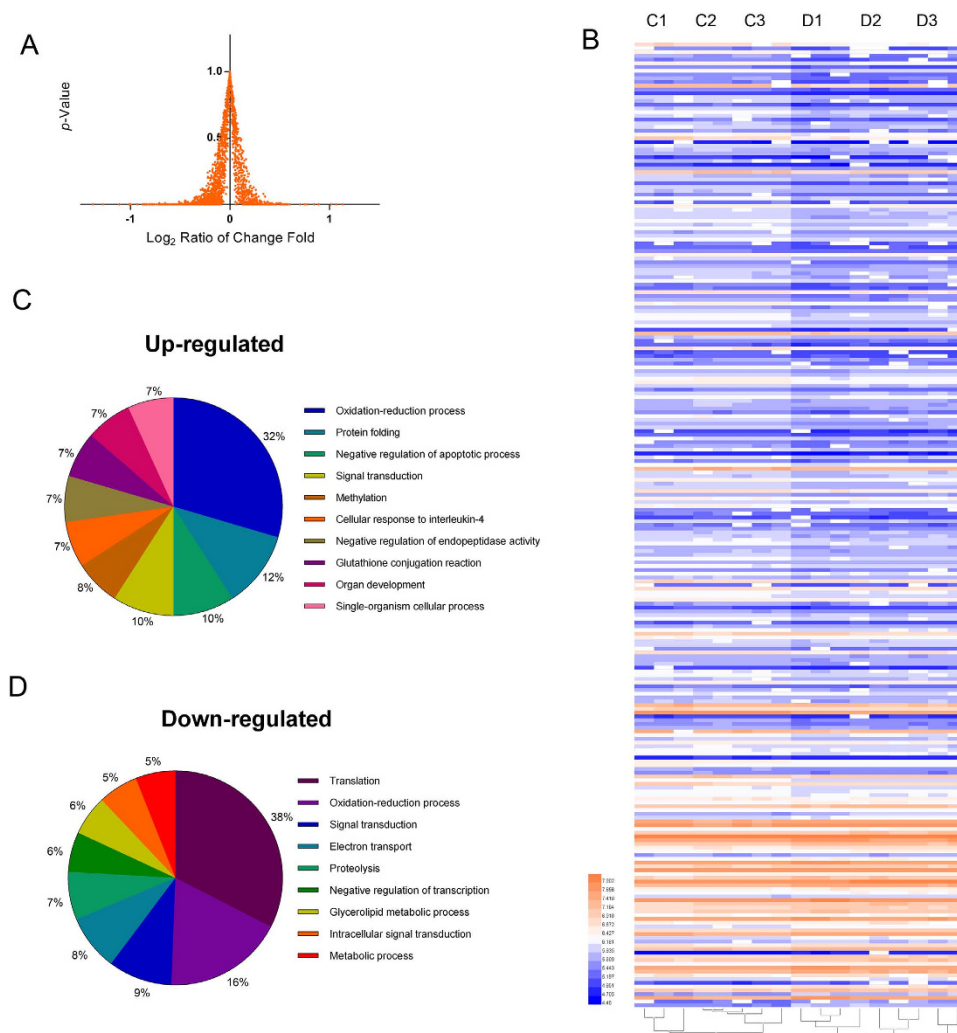 A
p-Value
1.0
0.5
-1
0
1
Log2 Ratio of Change Fold
B
C1 C2 C3 D1 D2 D3
C
Up-regulated
7%
7%
7%
7%
7%
8%
10%
10%
12%
32%
Oxidation-reduction process
Protein folding
Negative regulation of apoptotic process
Signal transduction
Methylation
Cellular response to interleukin-4
Negative regulation of endopeptidase activity
Glutathione conjugation reaction
Organ development
Single-organism cellular process
D
Down-regulated
5%
5%
6%
6%
7%
8%
9%
16%
38%
Translation
Oxidation-reduction process
Signal transduction
Electron transport
Proteolysis
Negative regulation of transcription
Glycerolipid metabolic process
Intracellular signal transduction
Metabolic process